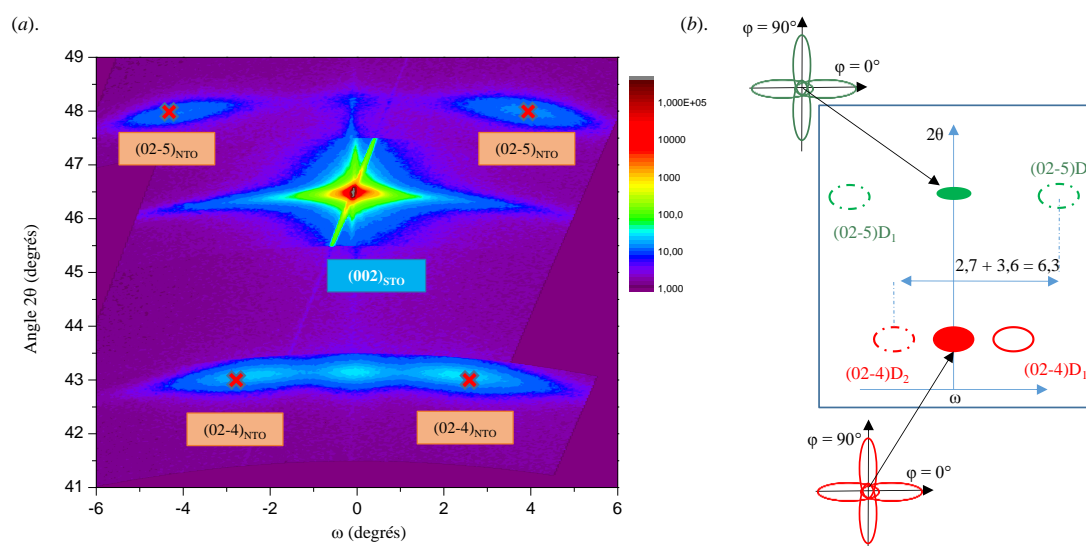 (a).
49
48
47
46
45
44
43
42
41
-6
-4
-2
0
2
4
6
Angle 2θ (degrés)
ω (degrés)
(02-5)NTO
(02-5)NTO
(002)STO
(02-4)NTO
(02-4)NTO
1,000E+05
10000
1000
100,0
10,00
1,000
(b).
φ = 90°
φ = 0°
2θ
(02-5)D
(02-5)D1
2,7 + 3,6 = 6,3
(02-4)D2
(02-4)D1
ω
φ = 90°
φ = 0°